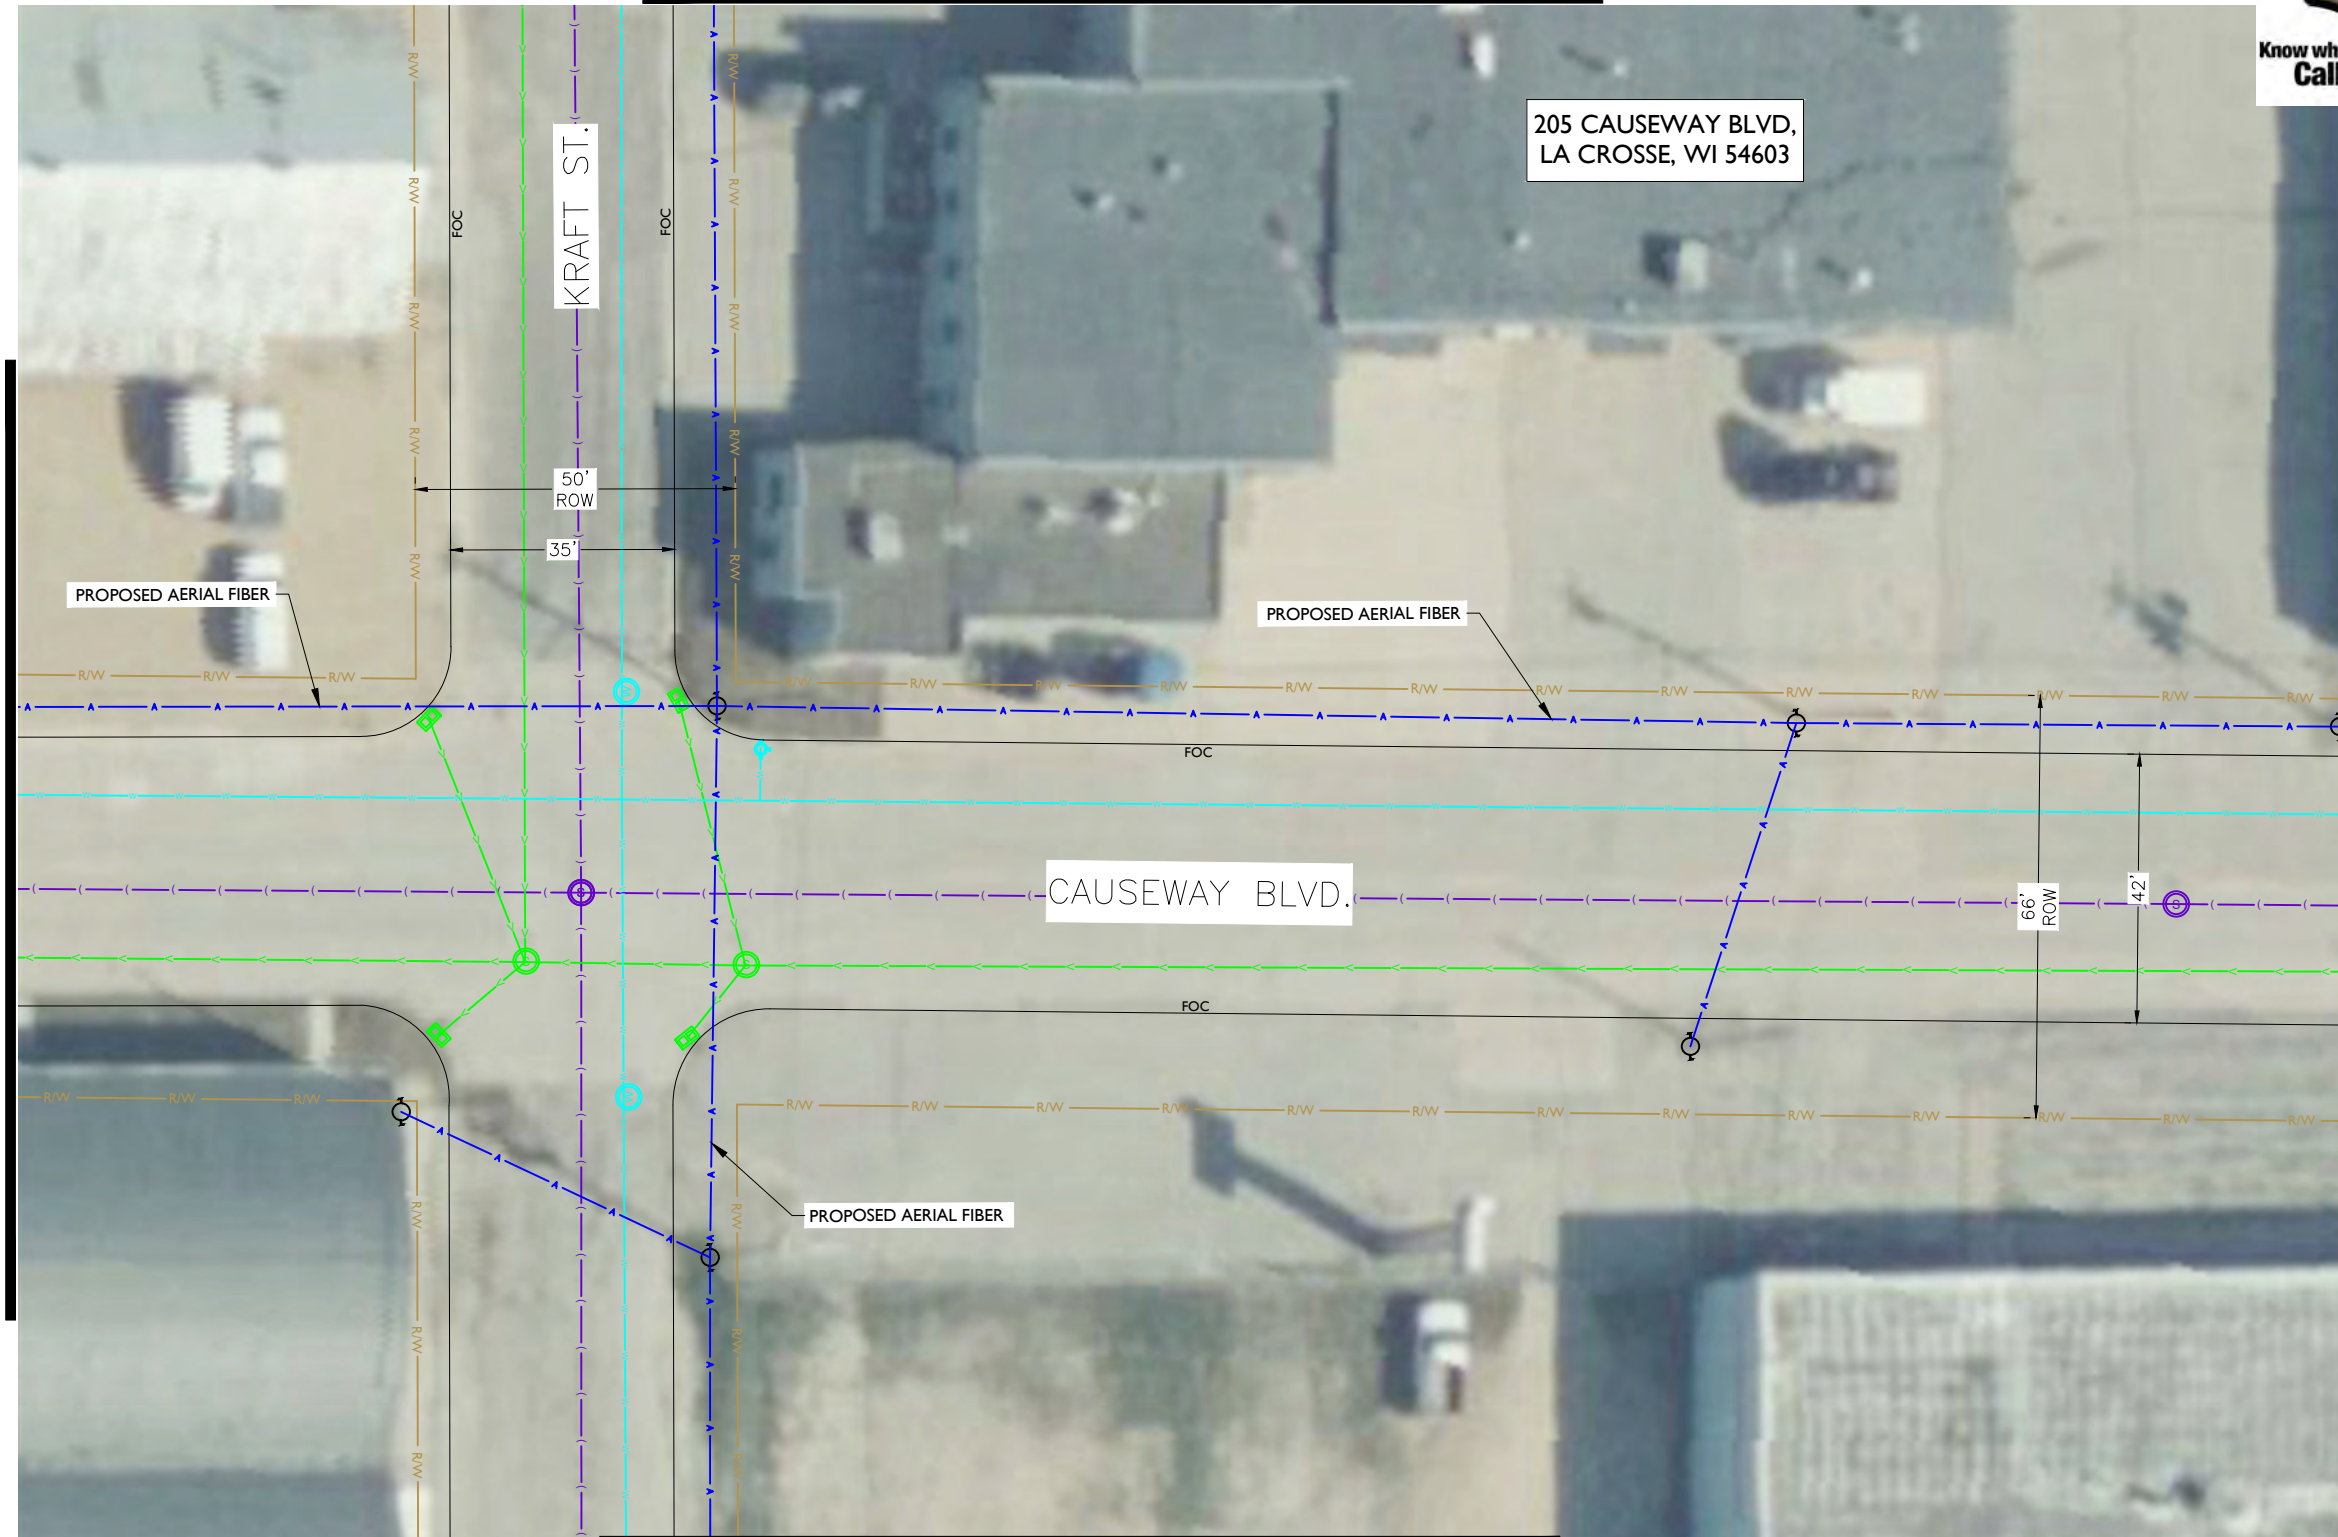 Know wh
Call
205 CAUSEWAY BLVD,
LA CROSSE, WI 54603
KRAFT ST.
FOC
FOC
50'
ROW
35'
PROPOSED AERIAL FIBER
PROPOSED AERIAL FIBER
FOC
CAUSEWAY BLVD.
66'
ROW
42'
FOC
PROPOSED AERIAL FIBER
R/W R/W R/W R/W R/W
R/W R/W R/W R/W R/W
R/W R/W R/W
R/W R/W R/W R/W R/W R/W R/W R/W R/W R/W R/W R/W R/W
R/W R/W R/W
R/W R/W R/W R/W R/W R/W R/W R/W R/W R/W R/W R/W R/W
R/W R/W R/W
R/W R/W R/W